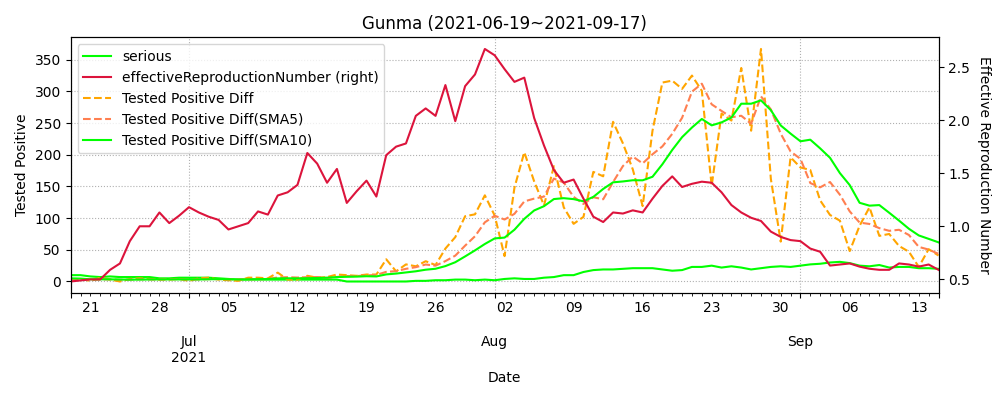 Gunma (2021-06-19~2021-09-17)
serious
effectiveReproductionNumber (right)
Tested Positive Diff
Tested Positive Diff(SMA5)
Tested Positive Diff(SMA10)
Tested Positive
350
300
250
200
150
100
50
0
2.5
2.0
1.5
1.0
0.5
Effective Reproduction Number
21 28 05 12 19 26 02 09 16 23 30 06 13
Jul Aug Sep
2021
Date